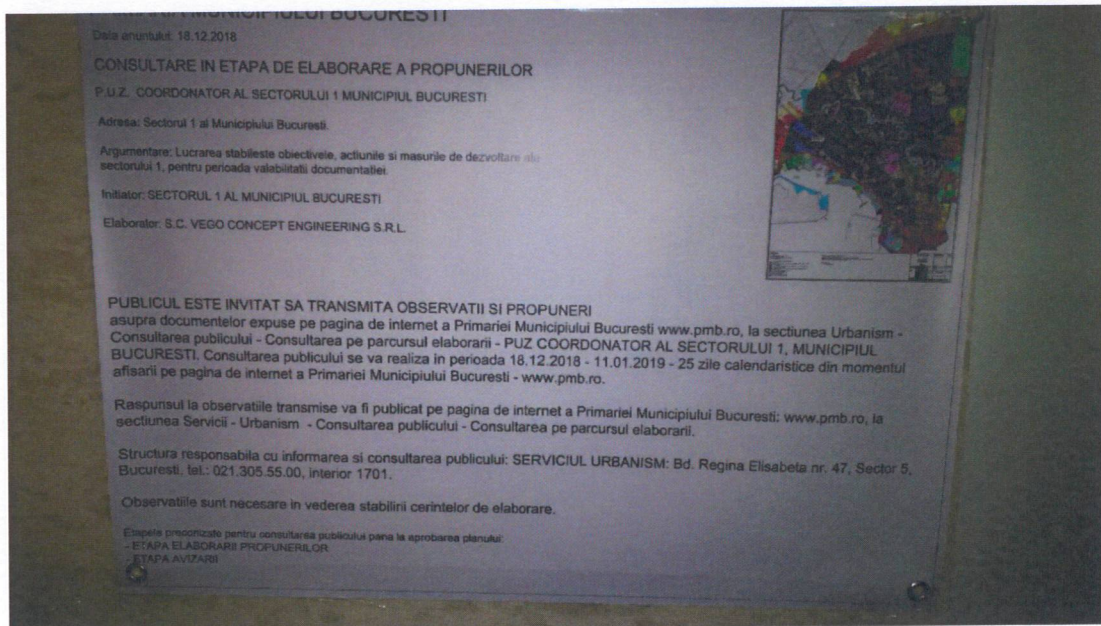 MUNICIPIULUI BUCURESTI
Data anuntului: 18.12.2018
CONSULTARE IN ETAPA DE ELABORARE A PROPUNERILOR
P.U.Z. COORDONATOR AL SECTORULUI 1 MUNICIPIUL BUCURESTI
Adresa: Sectorul 1 al Municipiului Bucuresti.
Argumentare: Lucrarea stabileste obiectivele, actiunile si masurile de dezvoltare ale
sectorului 1, pentru perioada valabilitatii documentatiei.
Initiator: SECTORUL 1 AL MUNICIPIUL BUCURESTI
Elaborator: S.C. VEGO CONCEPT ENGINEERING S.R.L.
PUBLICUL ESTE INVITAT SA TRANSMITA OBSERVATII SI PROPUNERI
asupra documentelor expuse pe pagina de internet a Primariei Municipiului Bucuresti www.pmb.ro, la sectiunea Urbanism -
Consultarea publicului - Consultarea pe parcursul elaborarii - PUZ COORDONATOR AL SECTORULUI 1, MUNICIPIUL
BUCURESTI. Consultarea publicului se va realiza in perioada 18.12.2018 - 11.01.2019 - 25 zile calendaristice din momentul
afisarii pe pagina de internet a Primariei Municipiului Bucuresti - www.pmb.ro.
Raspunsul la observatiile transmise va fi publicat pe pagina de internet a Primariei Municipiului Bucuresti: www.pmb.ro, la
sectiunea Servicii - Urbanism - Consultarea publicului - Consultarea pe parcursul elaborarii.
Structura responsabila cu informarea si consultarea publicului: SERVICIUL URBANISM: Bd. Regina Elisabeta nr. 47, Sector 5,
Bucuresti, tel.: 021.305.55.00, interior 1701.
Observatiile sunt necesare in vederea stabilirii cerintelor de elaborare.
Etapele preconizate pentru consultarea publicului pana la aprobarea planului:
- ETAPA ELABORARII PROPUNERILOR
- ETAPA AVIZARII